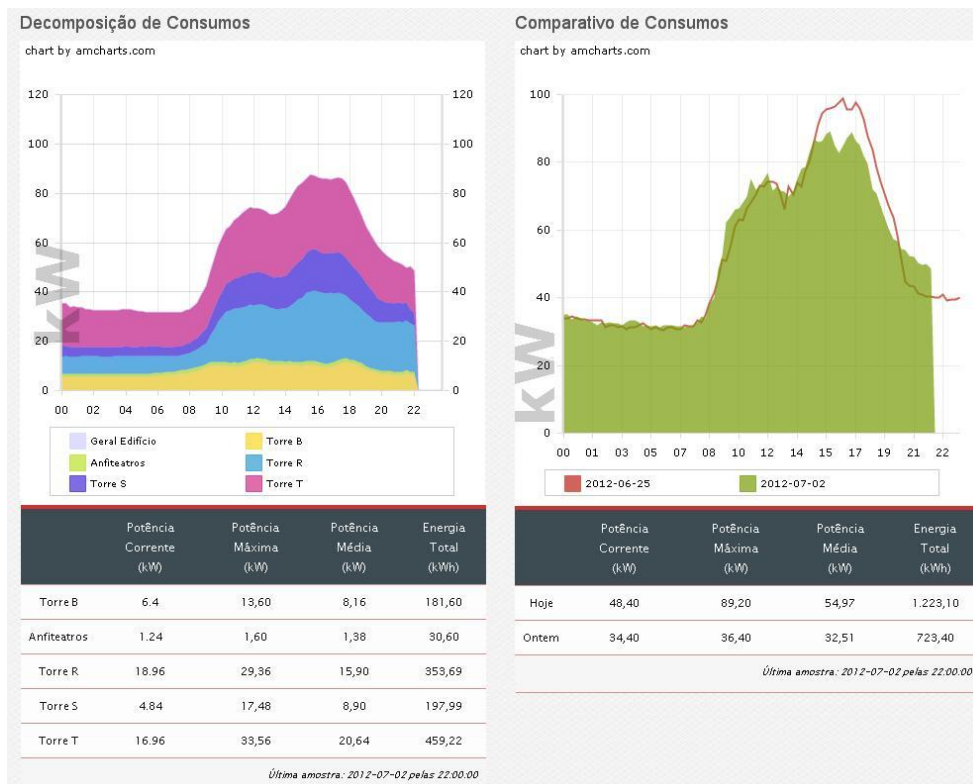 Decomposição de Consumos
chart by amcharts.com
120 120
100 100
80 80
60 60
40 40
20 20
0 0
kW
00 02 04 06 08 10 12 14 16 18 20 22
Geral Edifício Torre B
Anfiteatros Torre R
Torre S Torre T
Potência Potência Potência Energia
Corrente Máxima Média Total
(kW) (kW) (kW) (kWh)
Torre B 6.4 13,60 8,16 181,60
Anfiteatros 1.24 1,60 1,38 30,60
Torre R 18.96 29,36 15,90 353,69
Torre S 4.84 17,48 8,90 197,99
Torre T 16.96 33,56 20,64 459,22
Última amostra: 2012-07-02 pelas 22:00:00
Comparativo de Consumos
chart by amcharts.com
100
80
60
40
20
0
kW
00 01 03 05 07 08 10 12 14 15 17 19 21 22
2012-06-25 2012-07-02
Potência Potência Potência Energia
Corrente Máxima Média Total
(kW) (kW) (kW) (kWh)
Hoje 48,40 89,20 54,97 1.223,10
Ontem 34,40 36,40 32,51 723,40
Última amostra: 2012-07-02 pelas 22:00:00